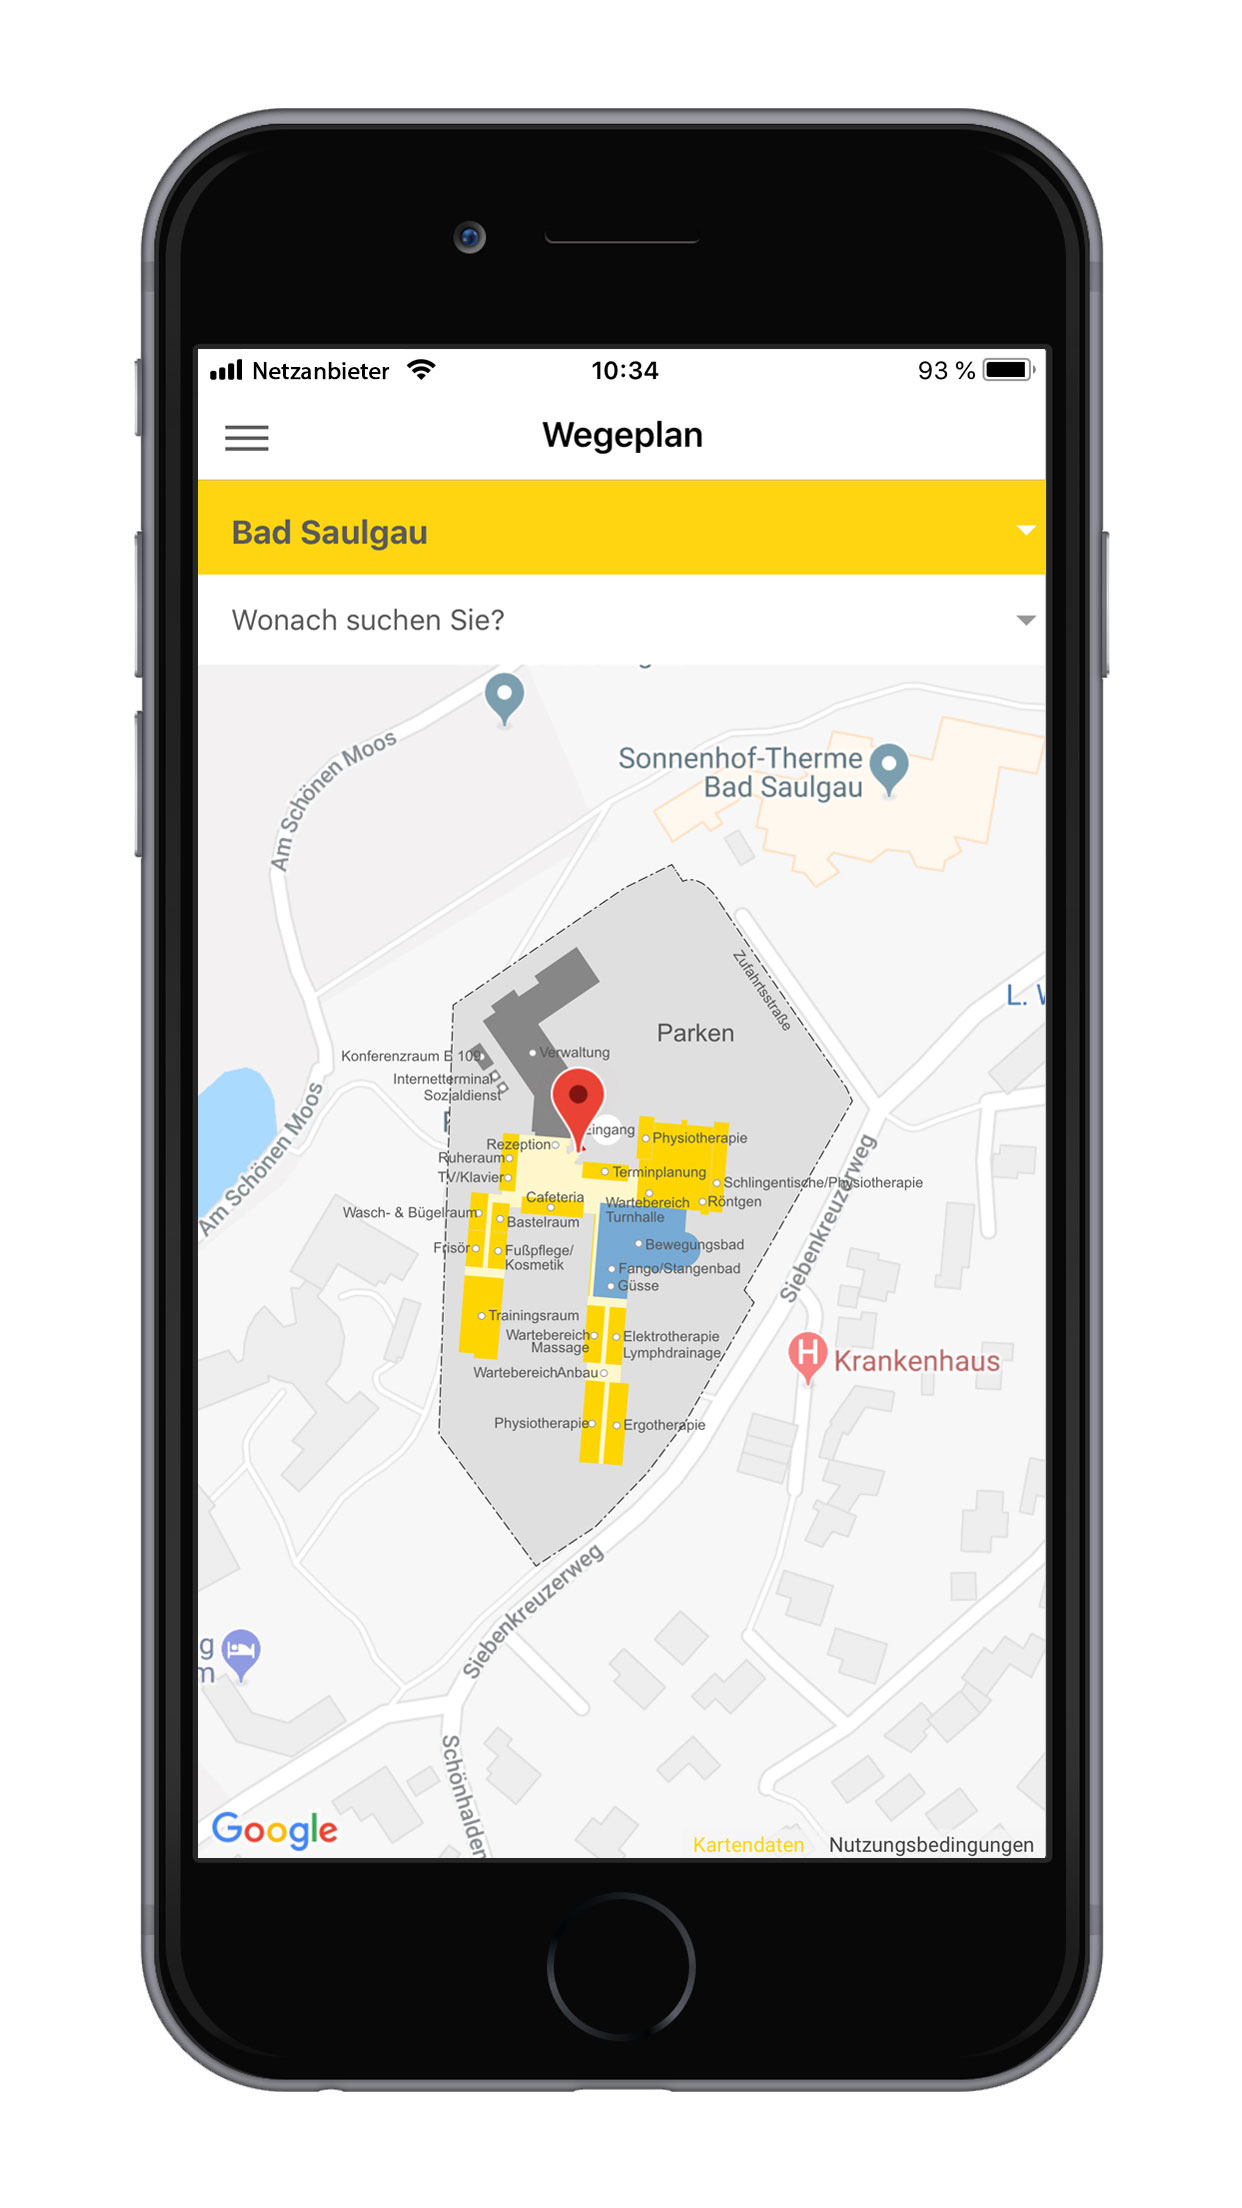 Netzanbieter
10:34
93 %
Wegeplan
Bad Saulgau
Wonach suchen Sie?
Am Schönen Moos
Sonnenhof-Therme
Bad Saulgau
Zufahrtsstraße
L.
Parken
Konferenzraum E 109
Verwaltung
Internetterminal
Sozialdienst
Eingang
Rezeption
Physiotherapie
Ruheraum
TV/Klavier
Terminplanung
Schlingentische/Physiotherapie
Cafeteria
Wartebereich
Röntgen
Turnhalle
Wasch- & Bügelraum
Bastelraum
Am Schönen Moos
Siebenkreuzerweg
Frisör
Fußpflege/
Kosmetik
Bewegungsbad
Fango/Stangenbad
Güsse
Trainingsraum
Wartebereich
Massage
Elektrotherapie
Lymphdrainage
H Krankenhaus
WartebereichAnbau
Physiotherapie
Ergotherapie
Siebenkreuzerweg
g
m
Schönhalden
Google
Kartendaten
Nutzungsbedingungen